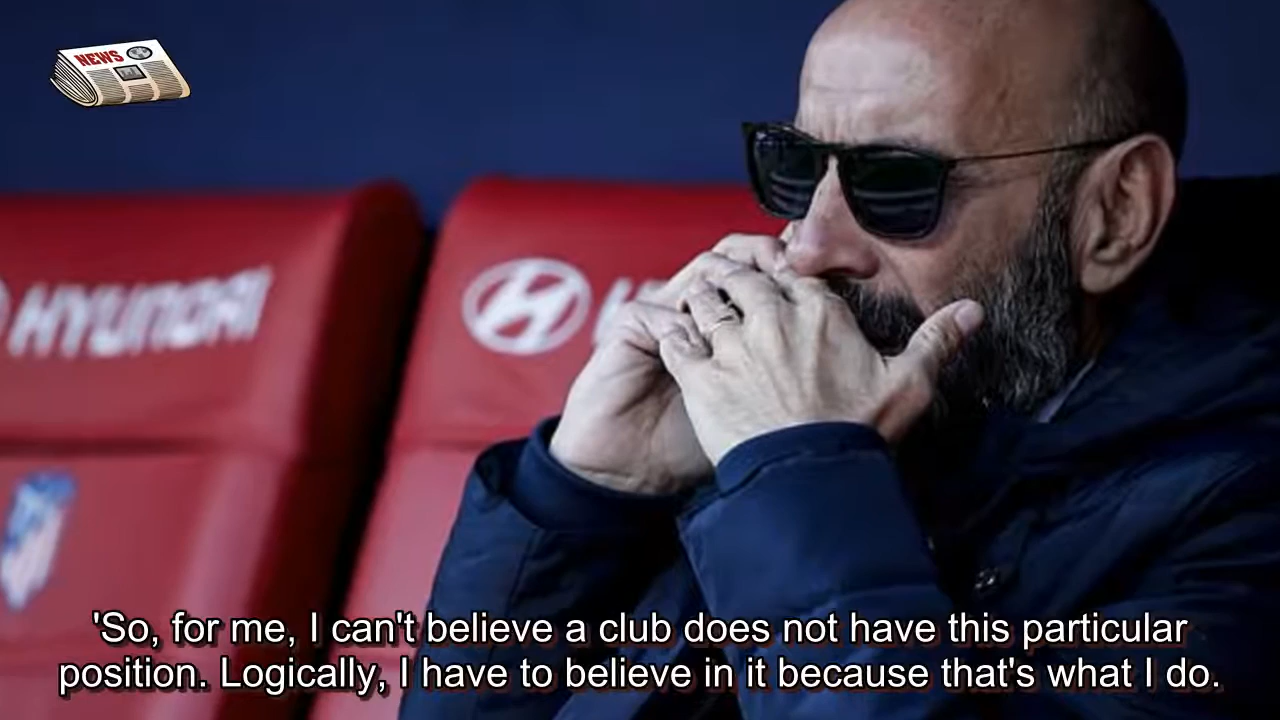 NEWS
HYUNDAI
'So, for me, I can't believe a club does not have this particular
position. Logically, I have to believe in it because that's what I do.